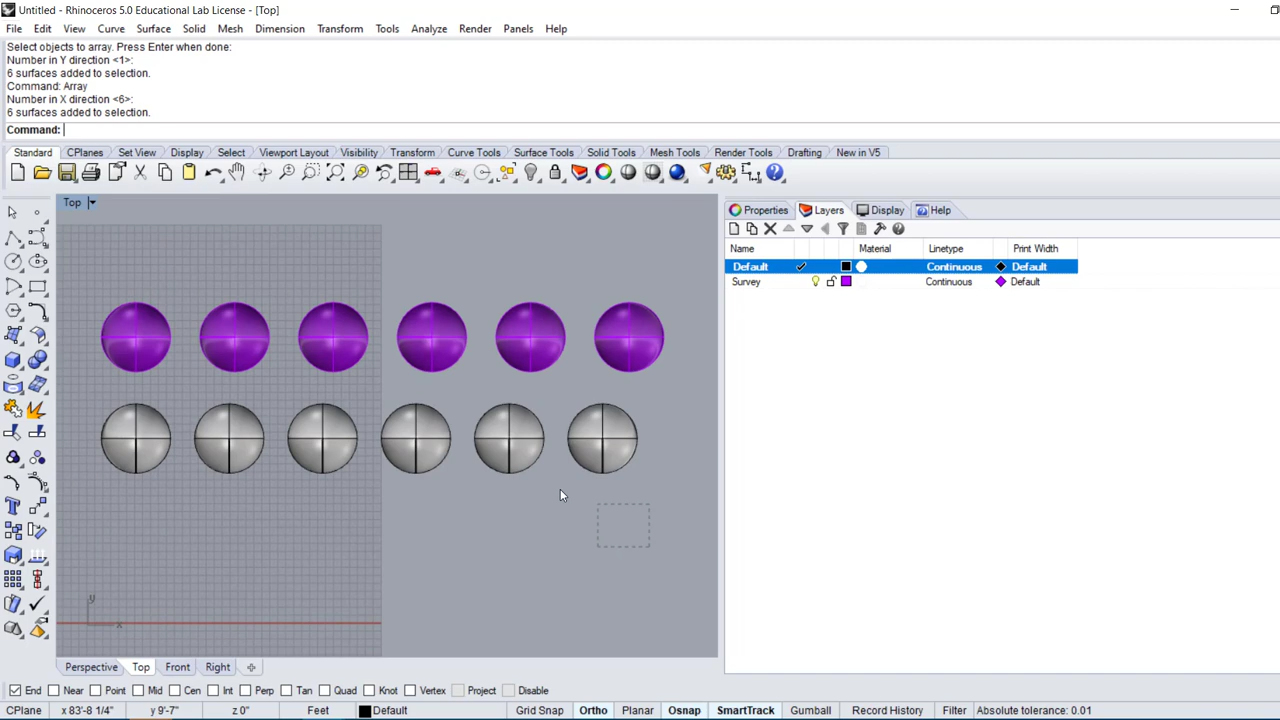 Untitled - Rhinoceros 5.0 Educational Lab License - [Top]
File Edit View Curve Surface Solid Mesh Dimension Transform Tools Analyze Render Panels Help
Select objects to array. Press Enter when done:
Number in Y direction <1>:
6 surfaces added to selection.
Command: Array
Number in X direction <6>:
6 surfaces added to selection.
Command:
Standard CPlanes Set View Display Select Viewport Layout Visibility Transform Curve Tools Surface Tools Solid Tools Mesh Tools Render Tools Drafting New in V5
Top
Properties Layers Display Help
Name Material Linetype Print Width
Default Continuous Default
Survey Continuous Default
y
x
Perspective Top Front Right
End Near Point Mid Cen Int Perp Tan Quad Knot Vertex Project Disable
CPlane x 83'-8 1/4" y 9'-7" z 0" Feet Default Grid Snap Ortho Planar Osnap SmartTrack Gumball Record History Filter Absolute tolerance: 0.01